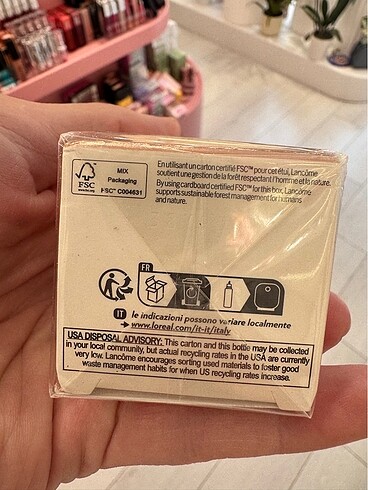 En utilisant un carton certifié FSC™ pour cet étui, Lancôme
soutient une gestion de la forêt respectant l'homme et la nature.
By using cardboard certified FSC™ for this box, Lancôme
supports sustainable forest management for humans
and nature.
FSC
www.fsc.org
MIX
Packaging
FSC™ C004631
FR
IT le indicazioni possono variare localmente
www.loreal.com/it-it/italy
USA DISPOSAL ADVISORY: This carton and this bottle may be collected
in your local community, but actual recycling rates in the USA are currently
very low. Lancôme encourages sorting used materials to foster good
waste management habits for when US recycling rates increase.